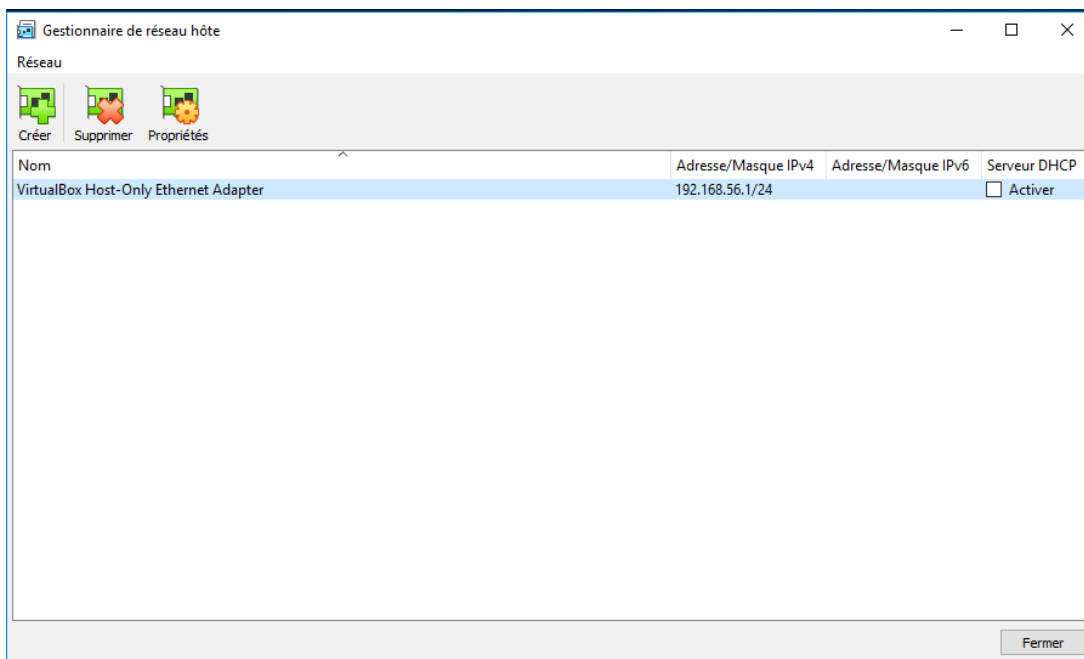 Gestionnaire de réseau hôte
Réseau
Créer Supprimer Propriétés
Nom Adresse/Masque IPv4 Adresse/Masque IPv6 Serveur DHCP
VirtualBox Host-Only Ethernet Adapter 192.168.56.1/24 Activer
Fermer